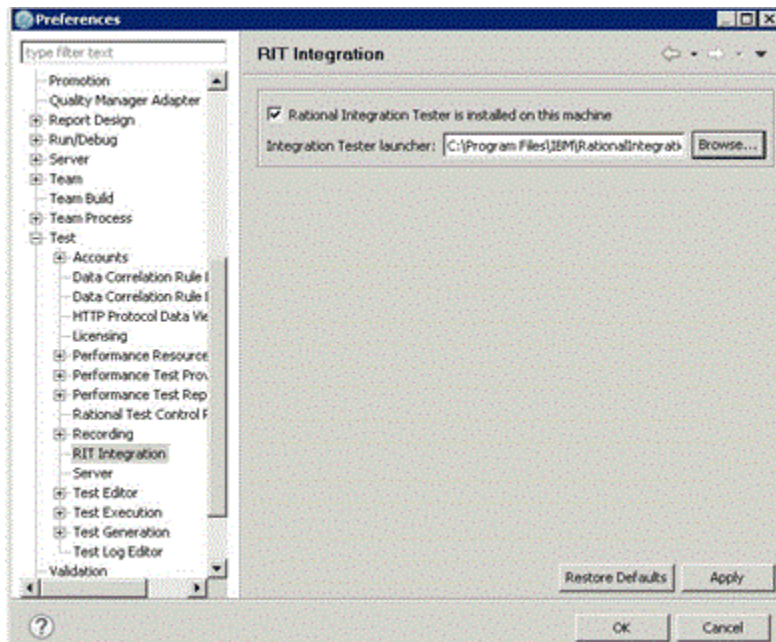 Preferences
type filter text
Promotion
Quality Manager Adapter
Report Design
Run/Debug
Server
Team
Team Build
Team Process
Test
Accounts
Data Correlation Rule
Data Correlation Rule
HTTP Protocol Data Vie
Licensing
Performance Resource
Performance Test Prov
Performance Test Rep
Rational Test Control P
Recording
RIT Integration
Server
Test Editor
Test Execution
Test Generation
Test Log Editor
Validation
RIT Integration
Rational Integration Tester is installed on this machine
Integration Tester launcher: C:\Program Files\IBM\RationalIntegrati Browse...
Restore Defaults Apply
? OK Cancel